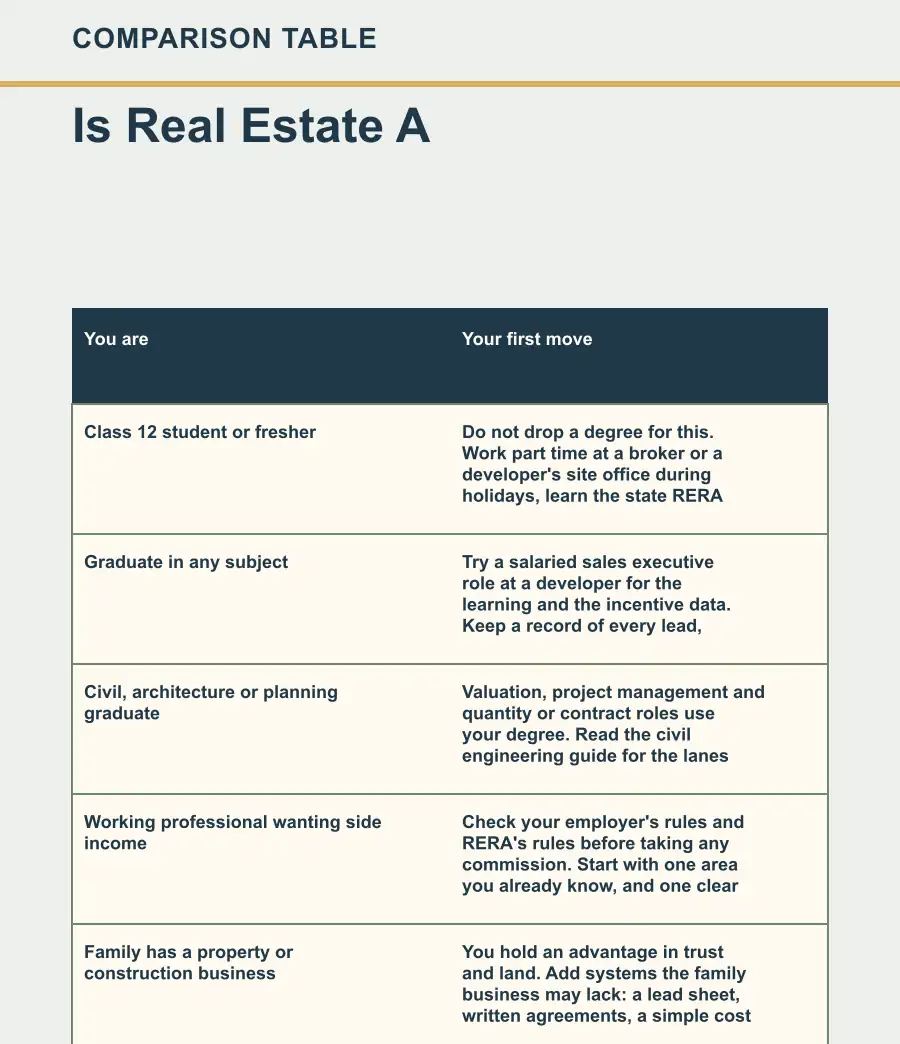 COMPARISON TABLE
Is Real Estate A
You are
Your first move
Class 12 student or fresher
Do not drop a degree for this.
Work part time at a broker or a
developer's site office during
holidays, learn the state RERA
Graduate in any subject
Try a salaried sales executive
role at a developer for the
learning and the incentive data.
Keep a record of every lead,
Civil, architecture or planning
graduate
Valuation, project management and
quantity or contract roles use
your degree. Read the civil
engineering guide for the lanes
Working professional wanting side
income
Check your employer's rules and
RERA's rules before taking any
commission. Start with one area
you already know, and one clear
Family has a property or
construction business
You hold an advantage in trust
and land. Add systems the family
business may lack: a lead sheet,
written agreements, a simple cost